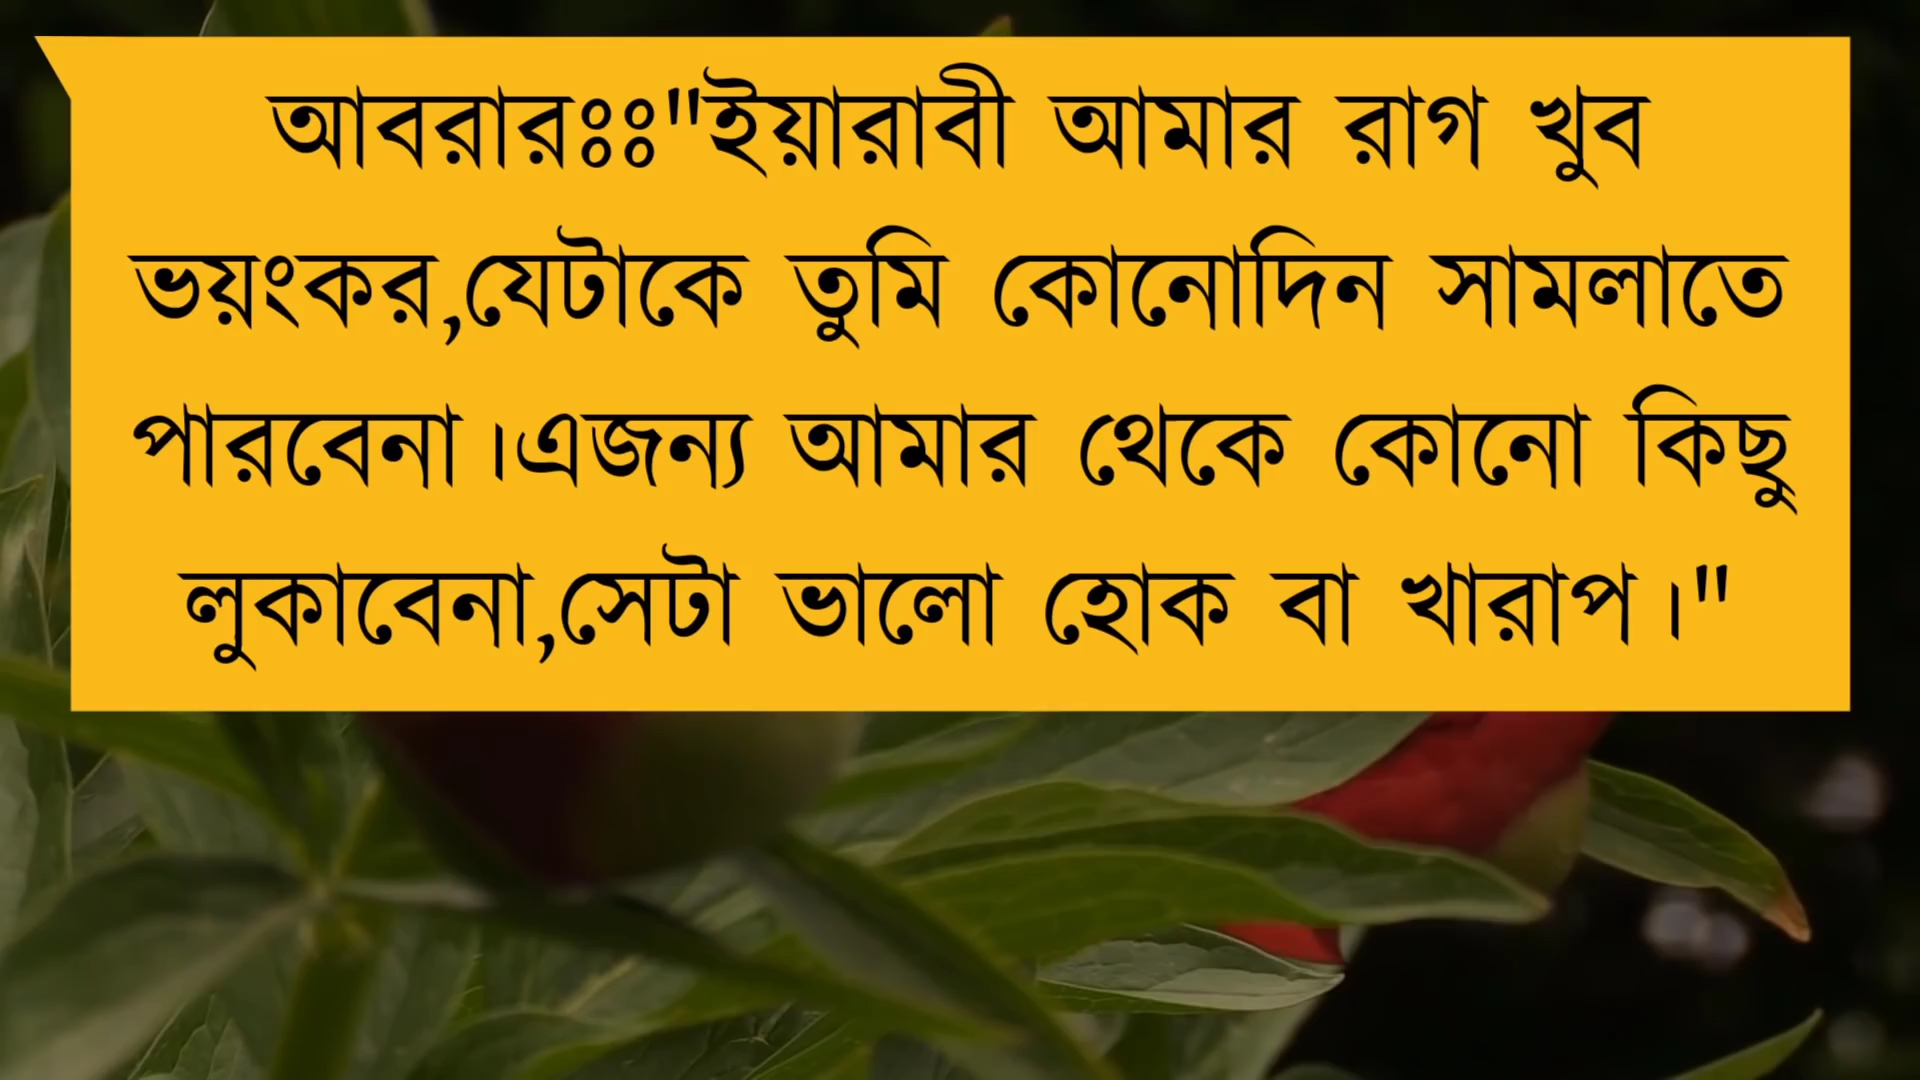 আবরারঃঃ"ইয়ারাবী আমার রাগ খুব
ভয়ংকর,যেটাকে তুমি কোনোদিন সামলাতে
পারবেনা।এজন্য আমার থেকে কোনো কিছু
লুকাবেনা,সেটা ভালো হোক বা খারাপ।"